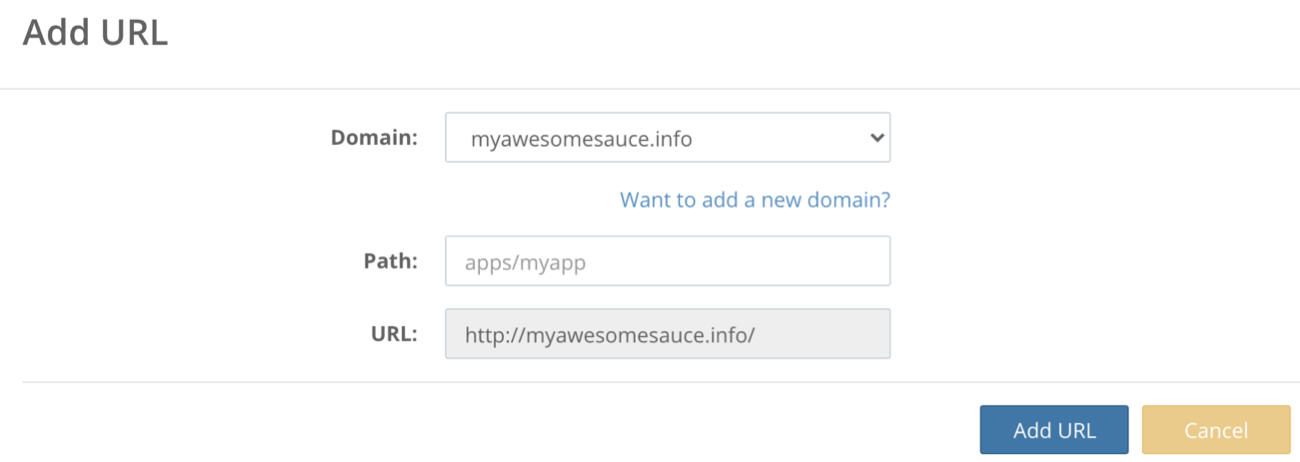 Add URL
Domain: myawesomesauce.info
Want to add a new domain?
Path: apps/myapp
URL: http://myawesomesauce.info/
Add URL Cancel